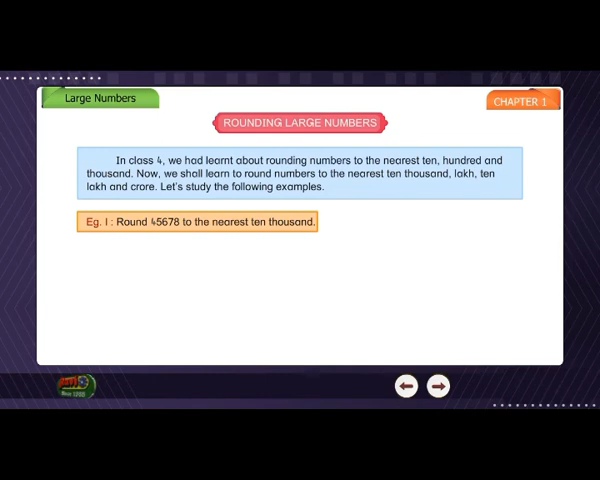 Large Numbers
CHAPTER 1
ROUNDING LARGE NUMBERS
In class 4, we had learnt about rounding numbers to the nearest ten, hundred and
thousand. Now, we shall learn to round numbers to the nearest ten thousand, lakh, ten
lakh and crore. Let's study the following examples.
Eg. I : Round 45678 to the nearest ten thousand.